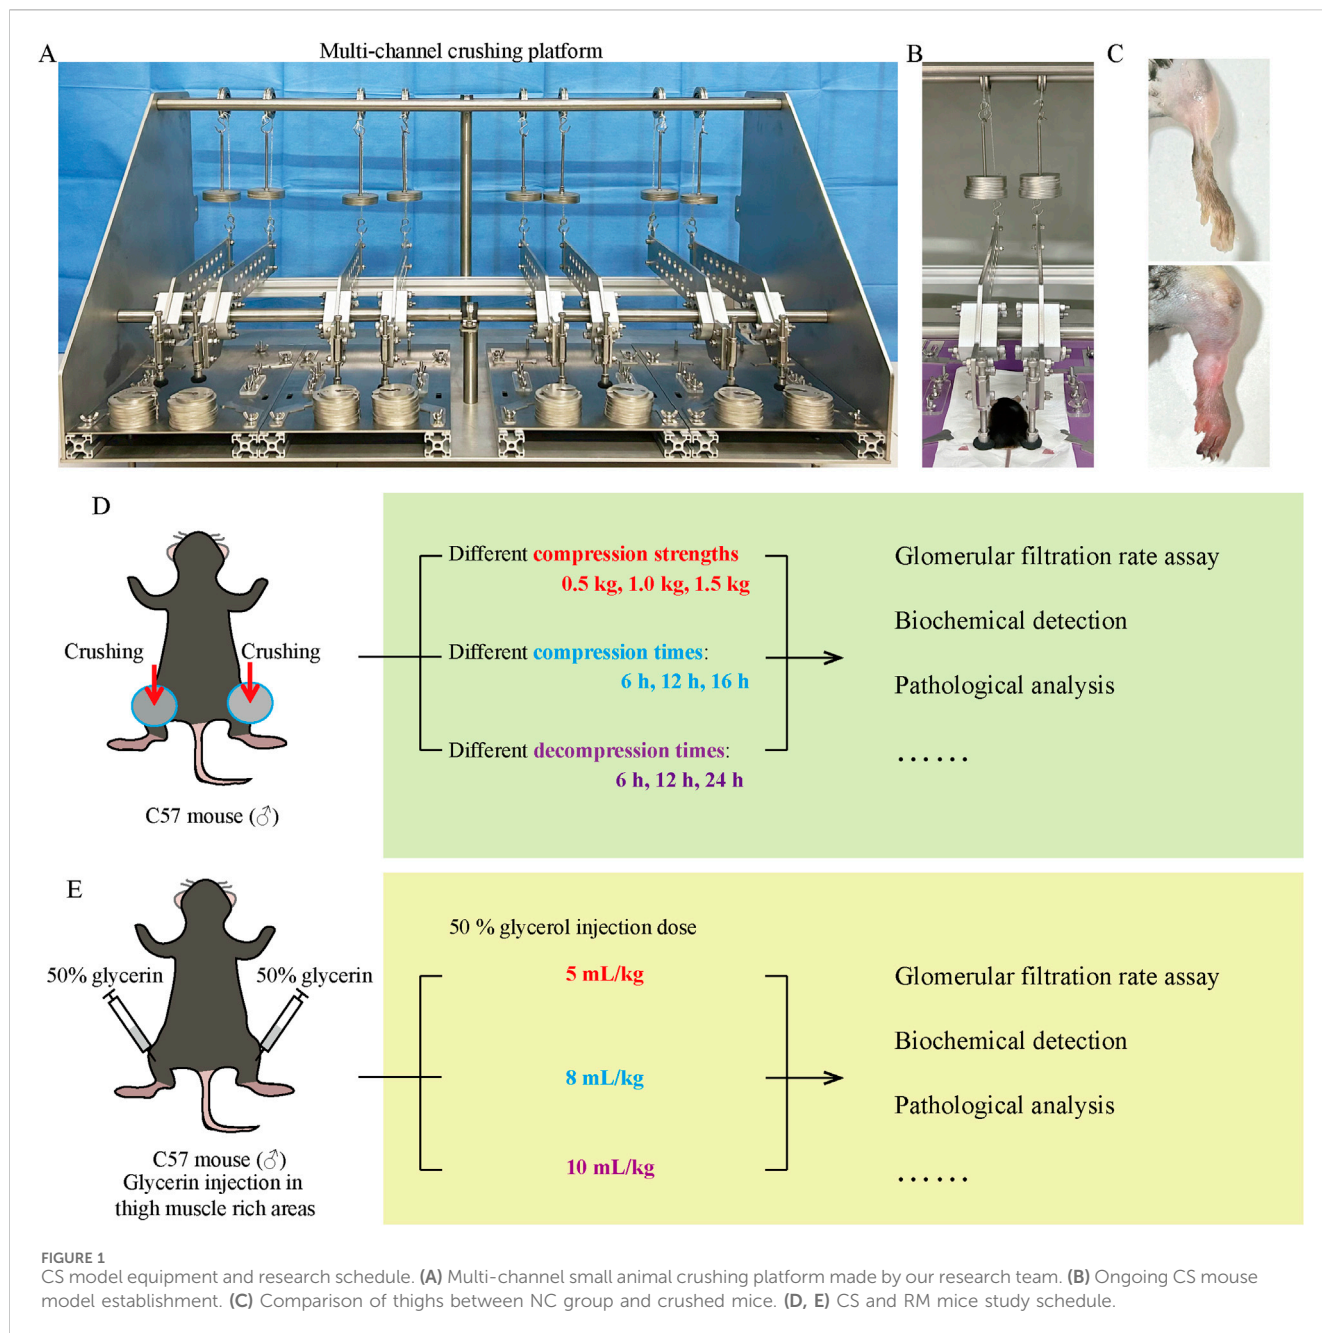 A
Multi-channel crushing platform
B
C
D
Crushing
Crushing
C57 mouse (♂)
Different compression strengths
0.5 kg, 1.0 kg, 1.5 kg
Different compression times:
6 h, 12 h, 16 h
Different decompression times:
6 h, 12 h, 24 h
Glomerular filtration rate assay
Biochemical detection
Pathological analysis
······
E
50% glycerin
50% glycerin
C57 mouse (♂)
Glycerin injection in
thigh muscle rich areas
50 % glycerol injection dose
5 mL/kg
8 mL/kg
10 mL/kg
Glomerular filtration rate assay
Biochemical detection
Pathological analysis
······
FIGURE 1
CS model equipment and research schedule. (A) Multi-channel small animal crushing platform made by our research team. (B) Ongoing CS mouse
model establishment. (C) Comparison of thighs between NC group and crushed mice. (D, E) CS and RM mice study schedule.